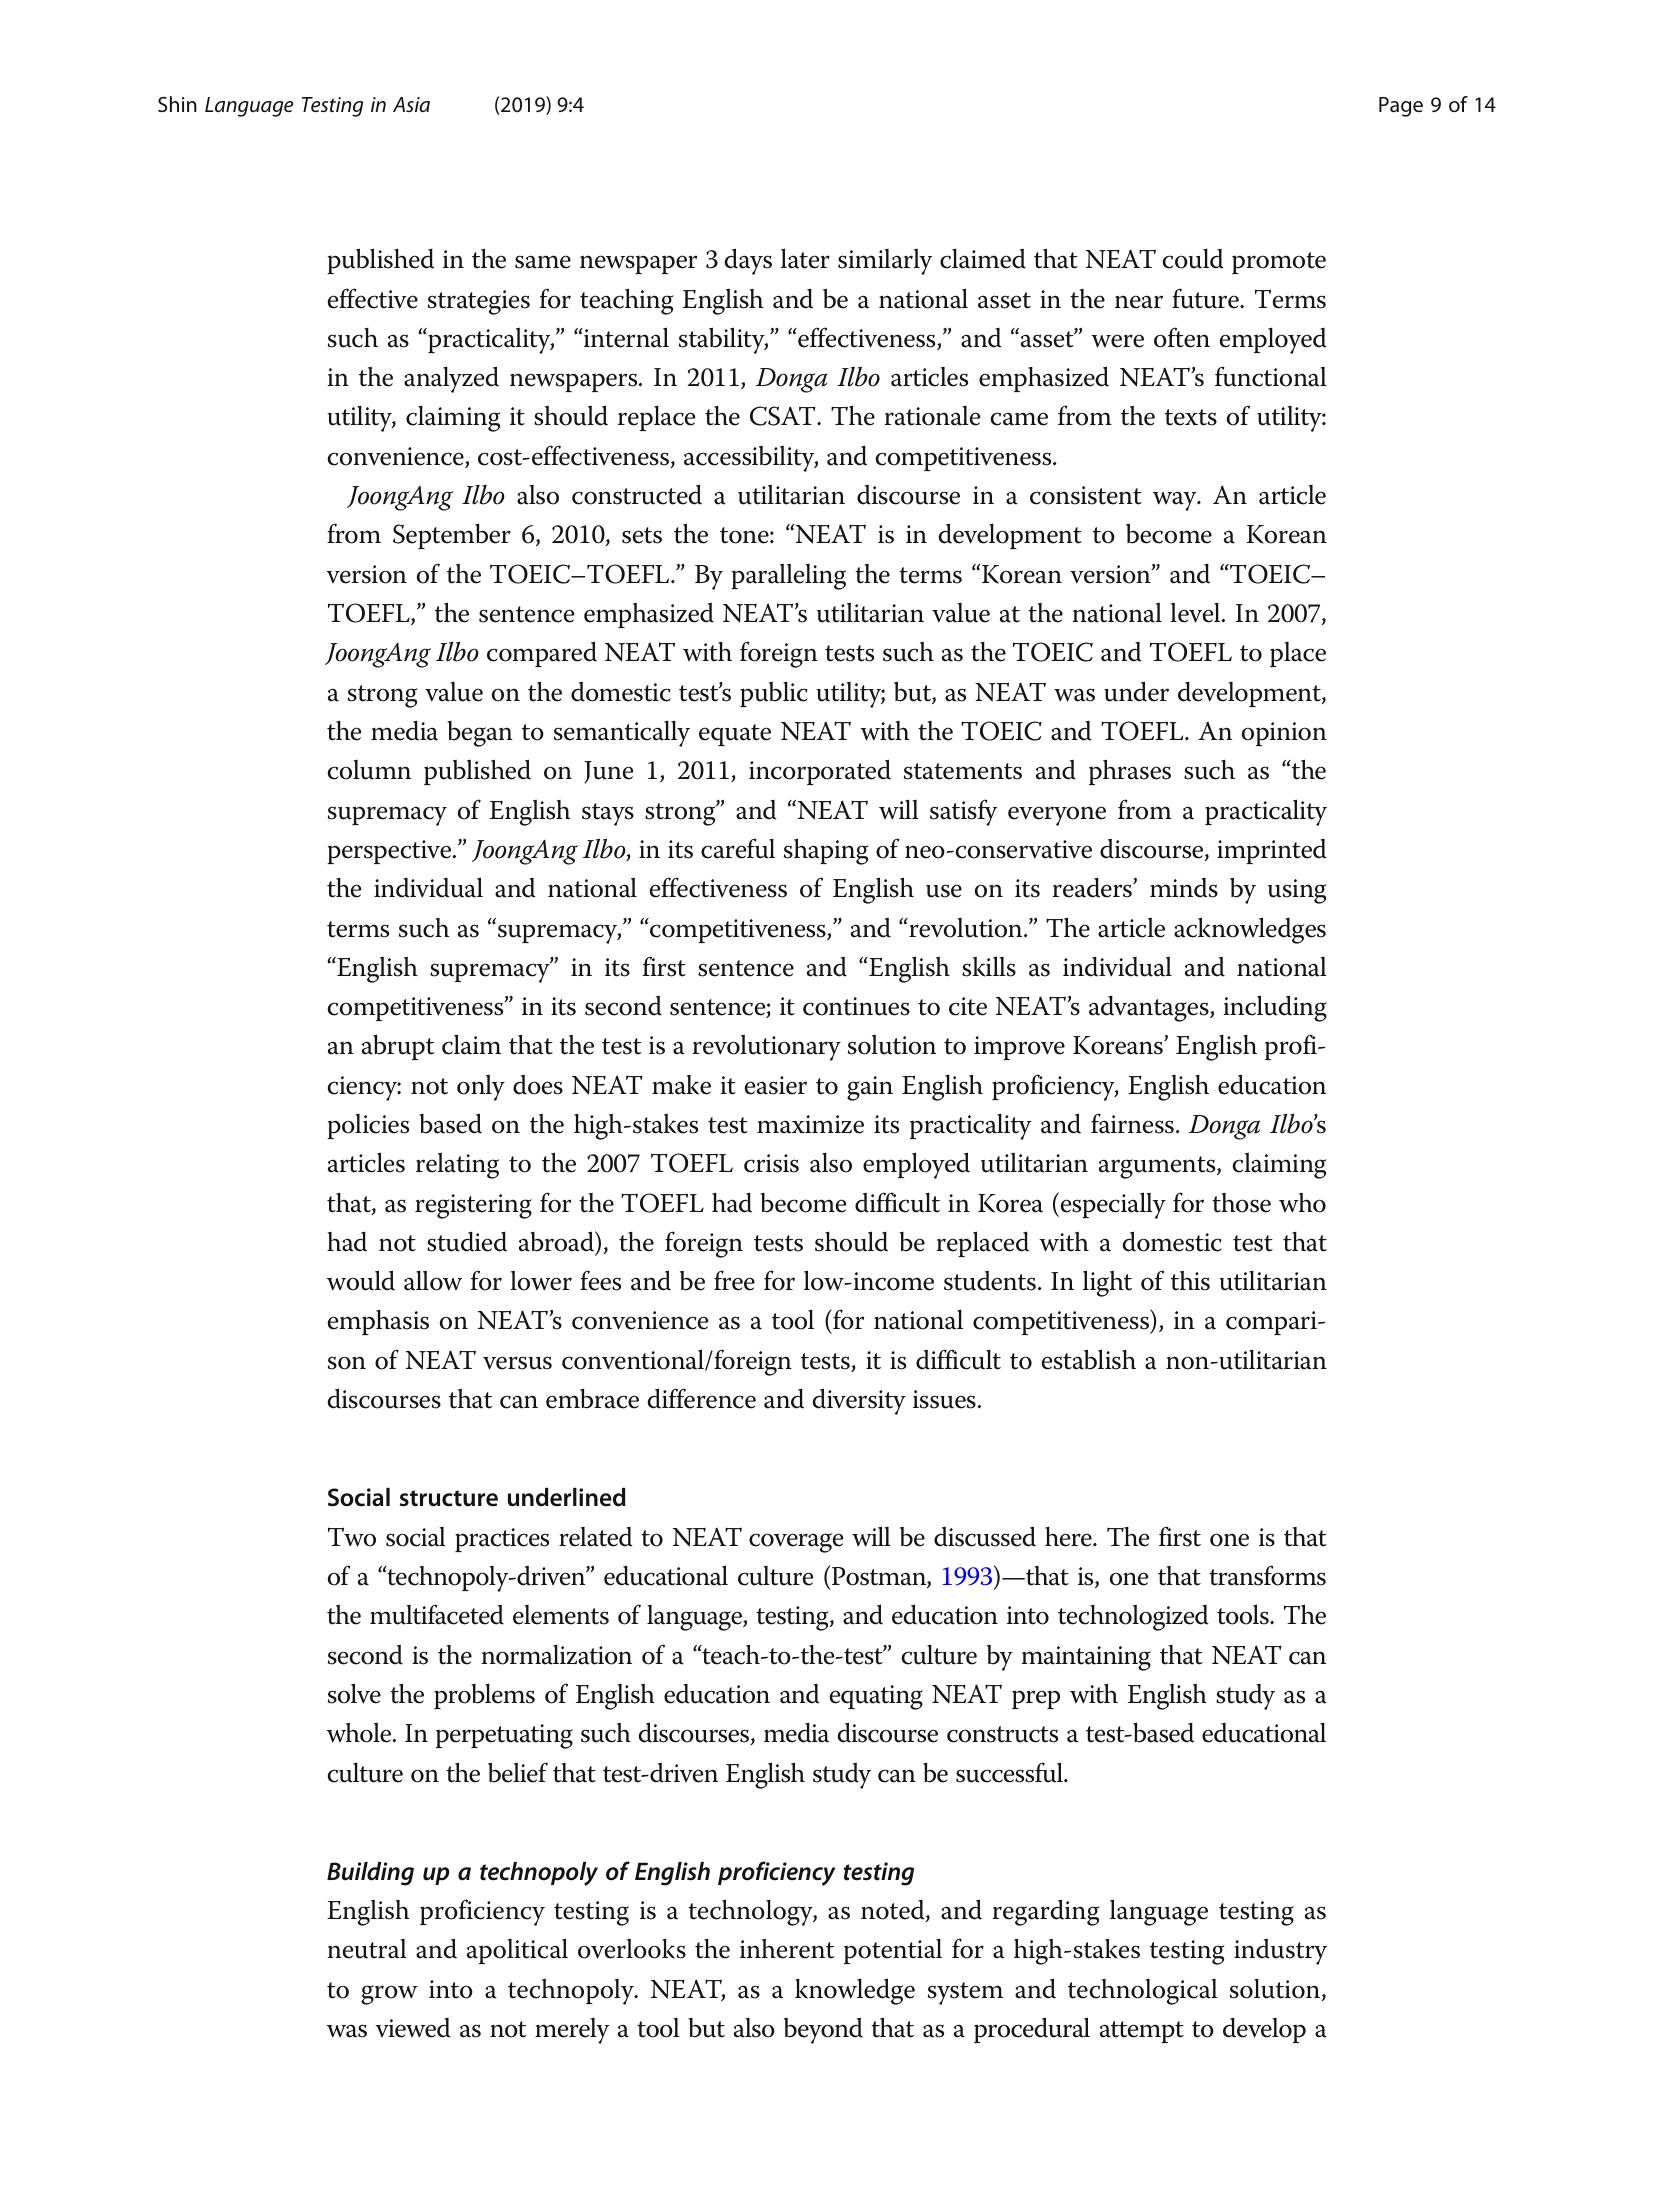 Shin Language Testing in Asia (2019) 9:4 Page 9 of 14
published in the same newspaper 3 days later similarly claimed that NEAT could promote
effective strategies for teaching English and be a national asset in the near future. Terms
such as “practicality,” “internal stability,” “effectiveness,” and “asset” were often employed
in the analyzed newspapers. In 2011, Donga Ilbo articles emphasized NEAT’s functional
utility, claiming it should replace the CSAT. The rationale came from the texts of utility:
convenience, cost-effectiveness, accessibility, and competitiveness.
JoongAng Ilbo also constructed a utilitarian discourse in a consistent way. An article
from September 6, 2010, sets the tone: “NEAT is in development to become a Korean
version of the TOEIC–TOEFL.” By paralleling the terms “Korean version” and “TOEIC–
TOEFL,” the sentence emphasized NEAT’s utilitarian value at the national level. In 2007,
JoongAng Ilbo compared NEAT with foreign tests such as the TOEIC and TOEFL to place
a strong value on the domestic test’s public utility; but, as NEAT was under development,
the media began to semantically equate NEAT with the TOEIC and TOEFL. An opinion
column published on June 1, 2011, incorporated statements and phrases such as “the
supremacy of English stays strong” and “NEAT will satisfy everyone from a practicality
perspective.” JoongAng Ilbo, in its careful shaping of neo-conservative discourse, imprinted
the individual and national effectiveness of English use on its readers’ minds by using
terms such as “supremacy,” “competitiveness,” and “revolution.” The article acknowledges
“English supremacy” in its first sentence and “English skills as individual and national
competitiveness” in its second sentence; it continues to cite NEAT’s advantages, including
an abrupt claim that the test is a revolutionary solution to improve Koreans’ English profi-
ciency: not only does NEAT make it easier to gain English proficiency, English education
policies based on the high-stakes test maximize its practicality and fairness. Donga Ilbo’s
articles relating to the 2007 TOEFL crisis also employed utilitarian arguments, claiming
that, as registering for the TOEFL had become difficult in Korea (especially for those who
had not studied abroad), the foreign tests should be replaced with a domestic test that
would allow for lower fees and be free for low-income students. In light of this utilitarian
emphasis on NEAT’s convenience as a tool (for national competitiveness), in a compari-
son of NEAT versus conventional/foreign tests, it is difficult to establish a non-utilitarian
discourses that can embrace difference and diversity issues.
Social structure underlined
Two social practices related to NEAT coverage will be discussed here. The first one is that
of a “technopoly-driven” educational culture (Postman, 1993)—that is, one that transforms
the multifaceted elements of language, testing, and education into technologized tools. The
second is the normalization of a “teach-to-the-test” culture by maintaining that NEAT can
solve the problems of English education and equating NEAT prep with English study as a
whole. In perpetuating such discourses, media discourse constructs a test-based educational
culture on the belief that test-driven English study can be successful.
Building up a technopoly of English proficiency testing
English proficiency testing is a technology, as noted, and regarding language testing as
neutral and apolitical overlooks the inherent potential for a high-stakes testing industry
to grow into a technopoly. NEAT, as a knowledge system and technological solution,
was viewed as not merely a tool but also beyond that as a procedural attempt to develop a